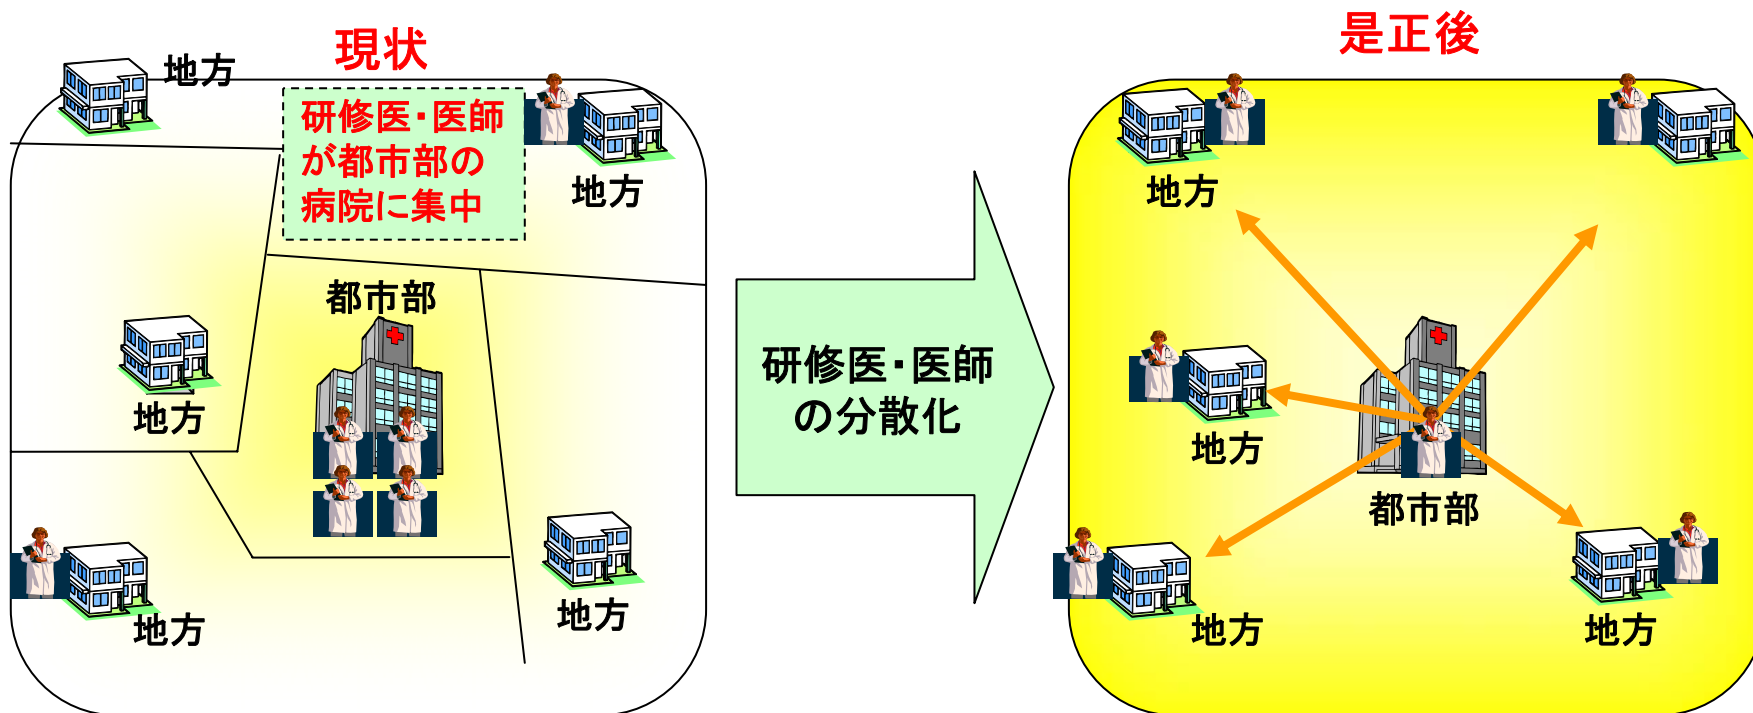 現状
地方
研修医・医師
が都市部の
病院に集中
地方
都市部
地方
地方
地方
研修医・医師
の分散化
是正後
地方
地方
都市部
地方
地方